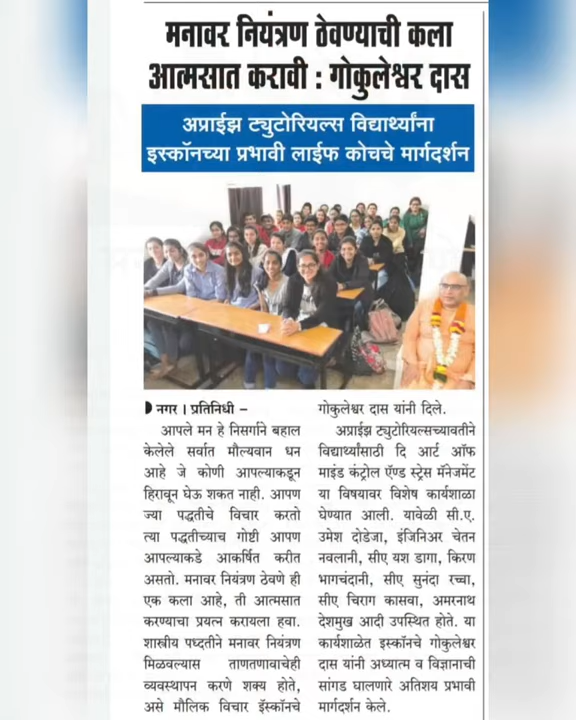 मनावर नियंत्रण ठेवण्याची कला
आत्मसात करावी : गोकुलेश्वर दास
अप्राईझ ट्युटोरियल्स विद्यार्थ्यांना
इस्कॉनच्या प्रभावी लाईफ कोचचे मार्गदर्शन
नगर । प्रतिनिधी –
आपले मन हे निसर्गाने बहाल
केलेले सर्वात मौल्यवान धन
आहे जे कोणी आपल्याकडून
हिरावून घेऊ शकत नाही. आपण
ज्या पद्धतीचे विचार करतो
त्या पद्धतीच्याच गोष्टी आपण
आपल्याकडे आकर्षित करीत
असतो. मनावर नियंत्रण ठेवणे ही
एक कला आहे, ती आत्मसात
करण्याचा प्रयत्न करायला हवा.
शास्रीय पध्दतीने मनावर नियंत्रण
मिळवल्यास ताणतणावाचेही
व्यवस्थापन करणे शक्य होते,
असे मौलिक विचार इॅस्कॉनचे
गोकुलेश्वर दास यांनी दिले.
अप्राईझ ट्युटोरियल्सच्यावतीने
विद्यार्थ्यांसाठी दि आर्ट ऑफ
माइंड कंट्रोल ऍण्ड स्ट्रेस मॅनेजमेंट
या विषयावर विशेष कार्यशाळा
घेण्यात आली. यावेळी सी.ए.
उमेश दोडेजा, इंजिनिअर चेतन
नवलानी, सीए यश डागा, किरण
भागचंदानी, सीए सुनंदा रच्चा,
सीए चिराग कासवा, अमरनाथ
देशमुख आदी उपस्थित होते. या
कार्यशाळेत इस्कॉनचे गोकुलेश्वर
दास यांनी अध्यात्म व विज्ञानाची
सांगड घालणारे अतिशय प्रभावी
मार्गदर्शन केले.